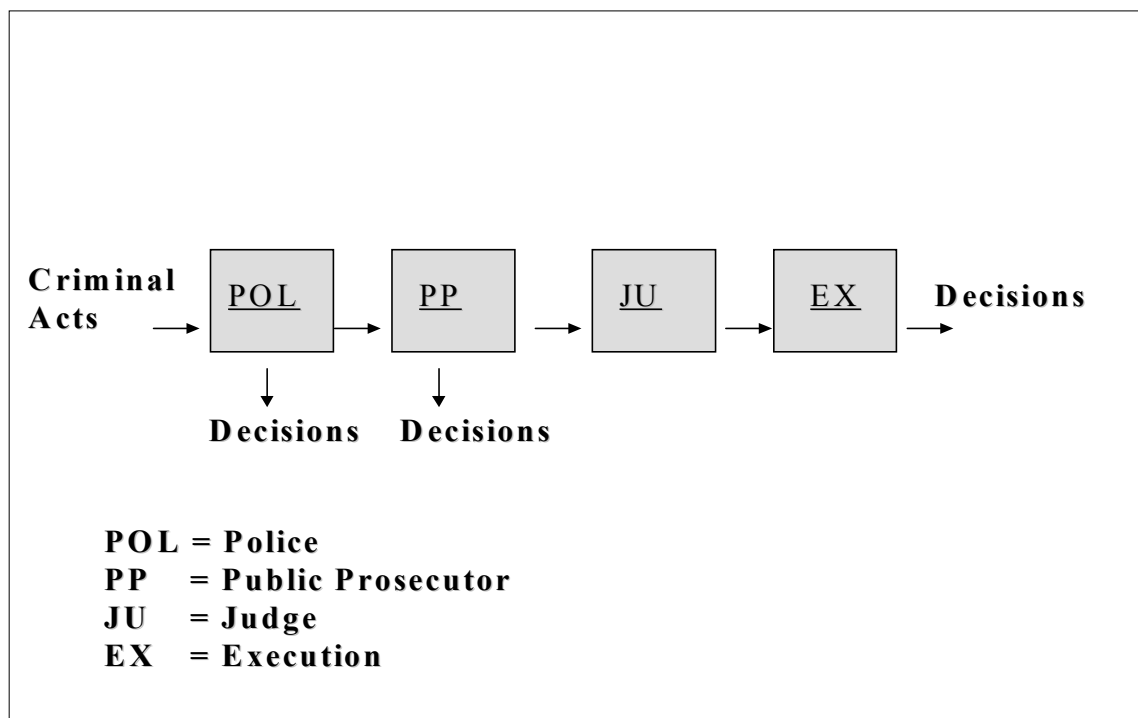 Criminal
Acts
POL
PP
JU
EX
Decisions
Decisions
Decisions
POL = Police
PP = Public Prosecutor
JU = Judge
EX = Execution